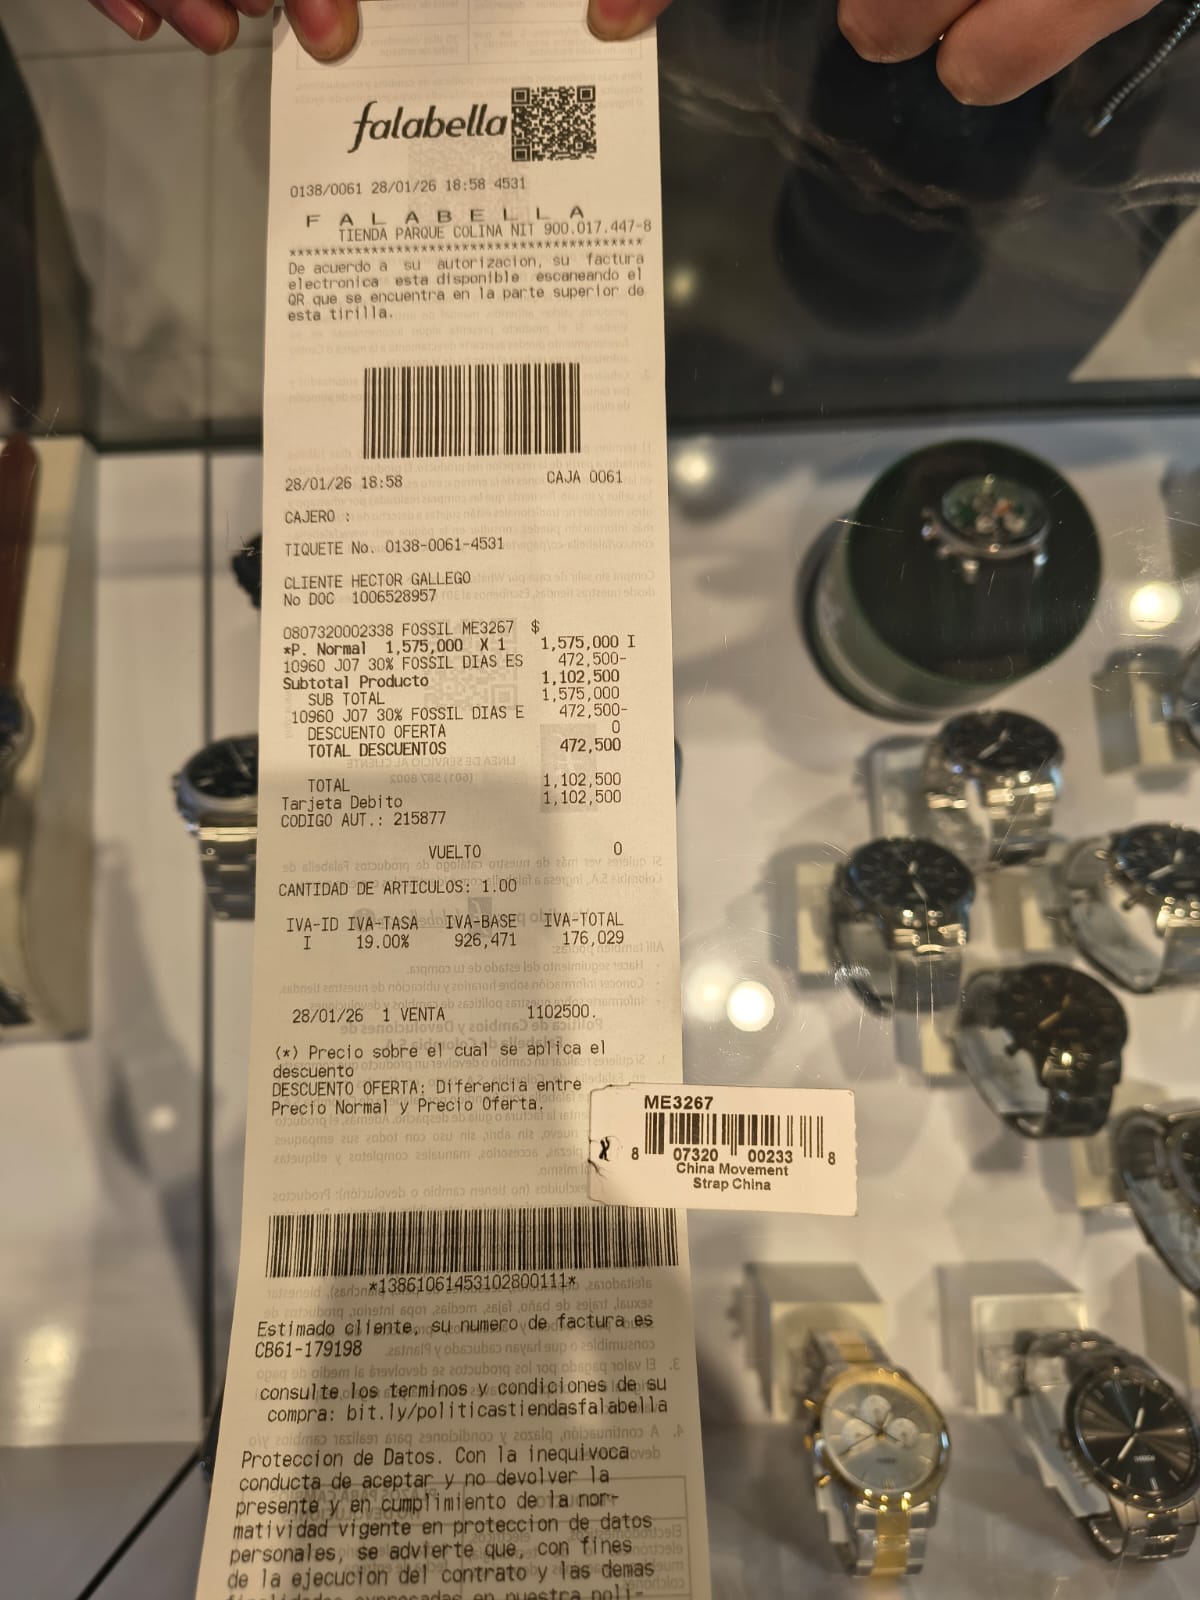 falabella
0138/0061 28/01/26 18:58 4531
F A L A B E L L A
TIENDA PARQUE COLINA NIT 900.017.447-8
******************************************
De acuerdo a su autorizacion, su factura
electronica esta disponible escaneando el
QR que se encuentra en la parte superior de
esta tirilla.
28/01/26 18:58 CAJA 0061
CAJERO :
TIQUETE No. 0138-0061-4531
CLIENTE HECTOR GALLEGO
No DOC 1006528957
0807320002338 FOSSIL ME3267 $
*P. Normal 1,575,000 X 1 1,575,000 I
10960 J07 30% FOSSIL DIAS ES 472,500-
Subtotal Producto 1,102,500
SUB TOTAL 1,575,000
10960 J07 30% FOSSIL DIAS E 472,500-
DESCUENTO OFERTA 0
TOTAL DESCUENTOS 472,500
TOTAL 1,102,500
Tarjeta Debito 1,102,500
CODIGO AUT.: 215877
VUELTO 0
CANTIDAD DE ARTICULOS: 1.00
IVA-ID IVA-TASA IVA-BASE IVA-TOTAL
I 19.00% 926,471 176,029
28/01/26 1 VENTA 1102500.
(*) Precio sobre el cual se aplica el
descuento
DESCUENTO OFERTA: Diferencia entre
Precio Normal y Precio Oferta.
ME3267
8 07320 00233 8
China Movement
Strap China
*13861061453102800111*
Estimado cliente, su numero de factura es
CB61-179198
consulte los terminos y condiciones de su
compra: bit.ly/politicastiendasfalabella
Proteccion de Datos. Con la inequivoca
conducta de aceptar y no devolver la
presente y en cumplimiento de la nor-
matividad vigente en proteccion de datos
personales, se advierte que, con fines
de la ejecucion del contrato y las demas